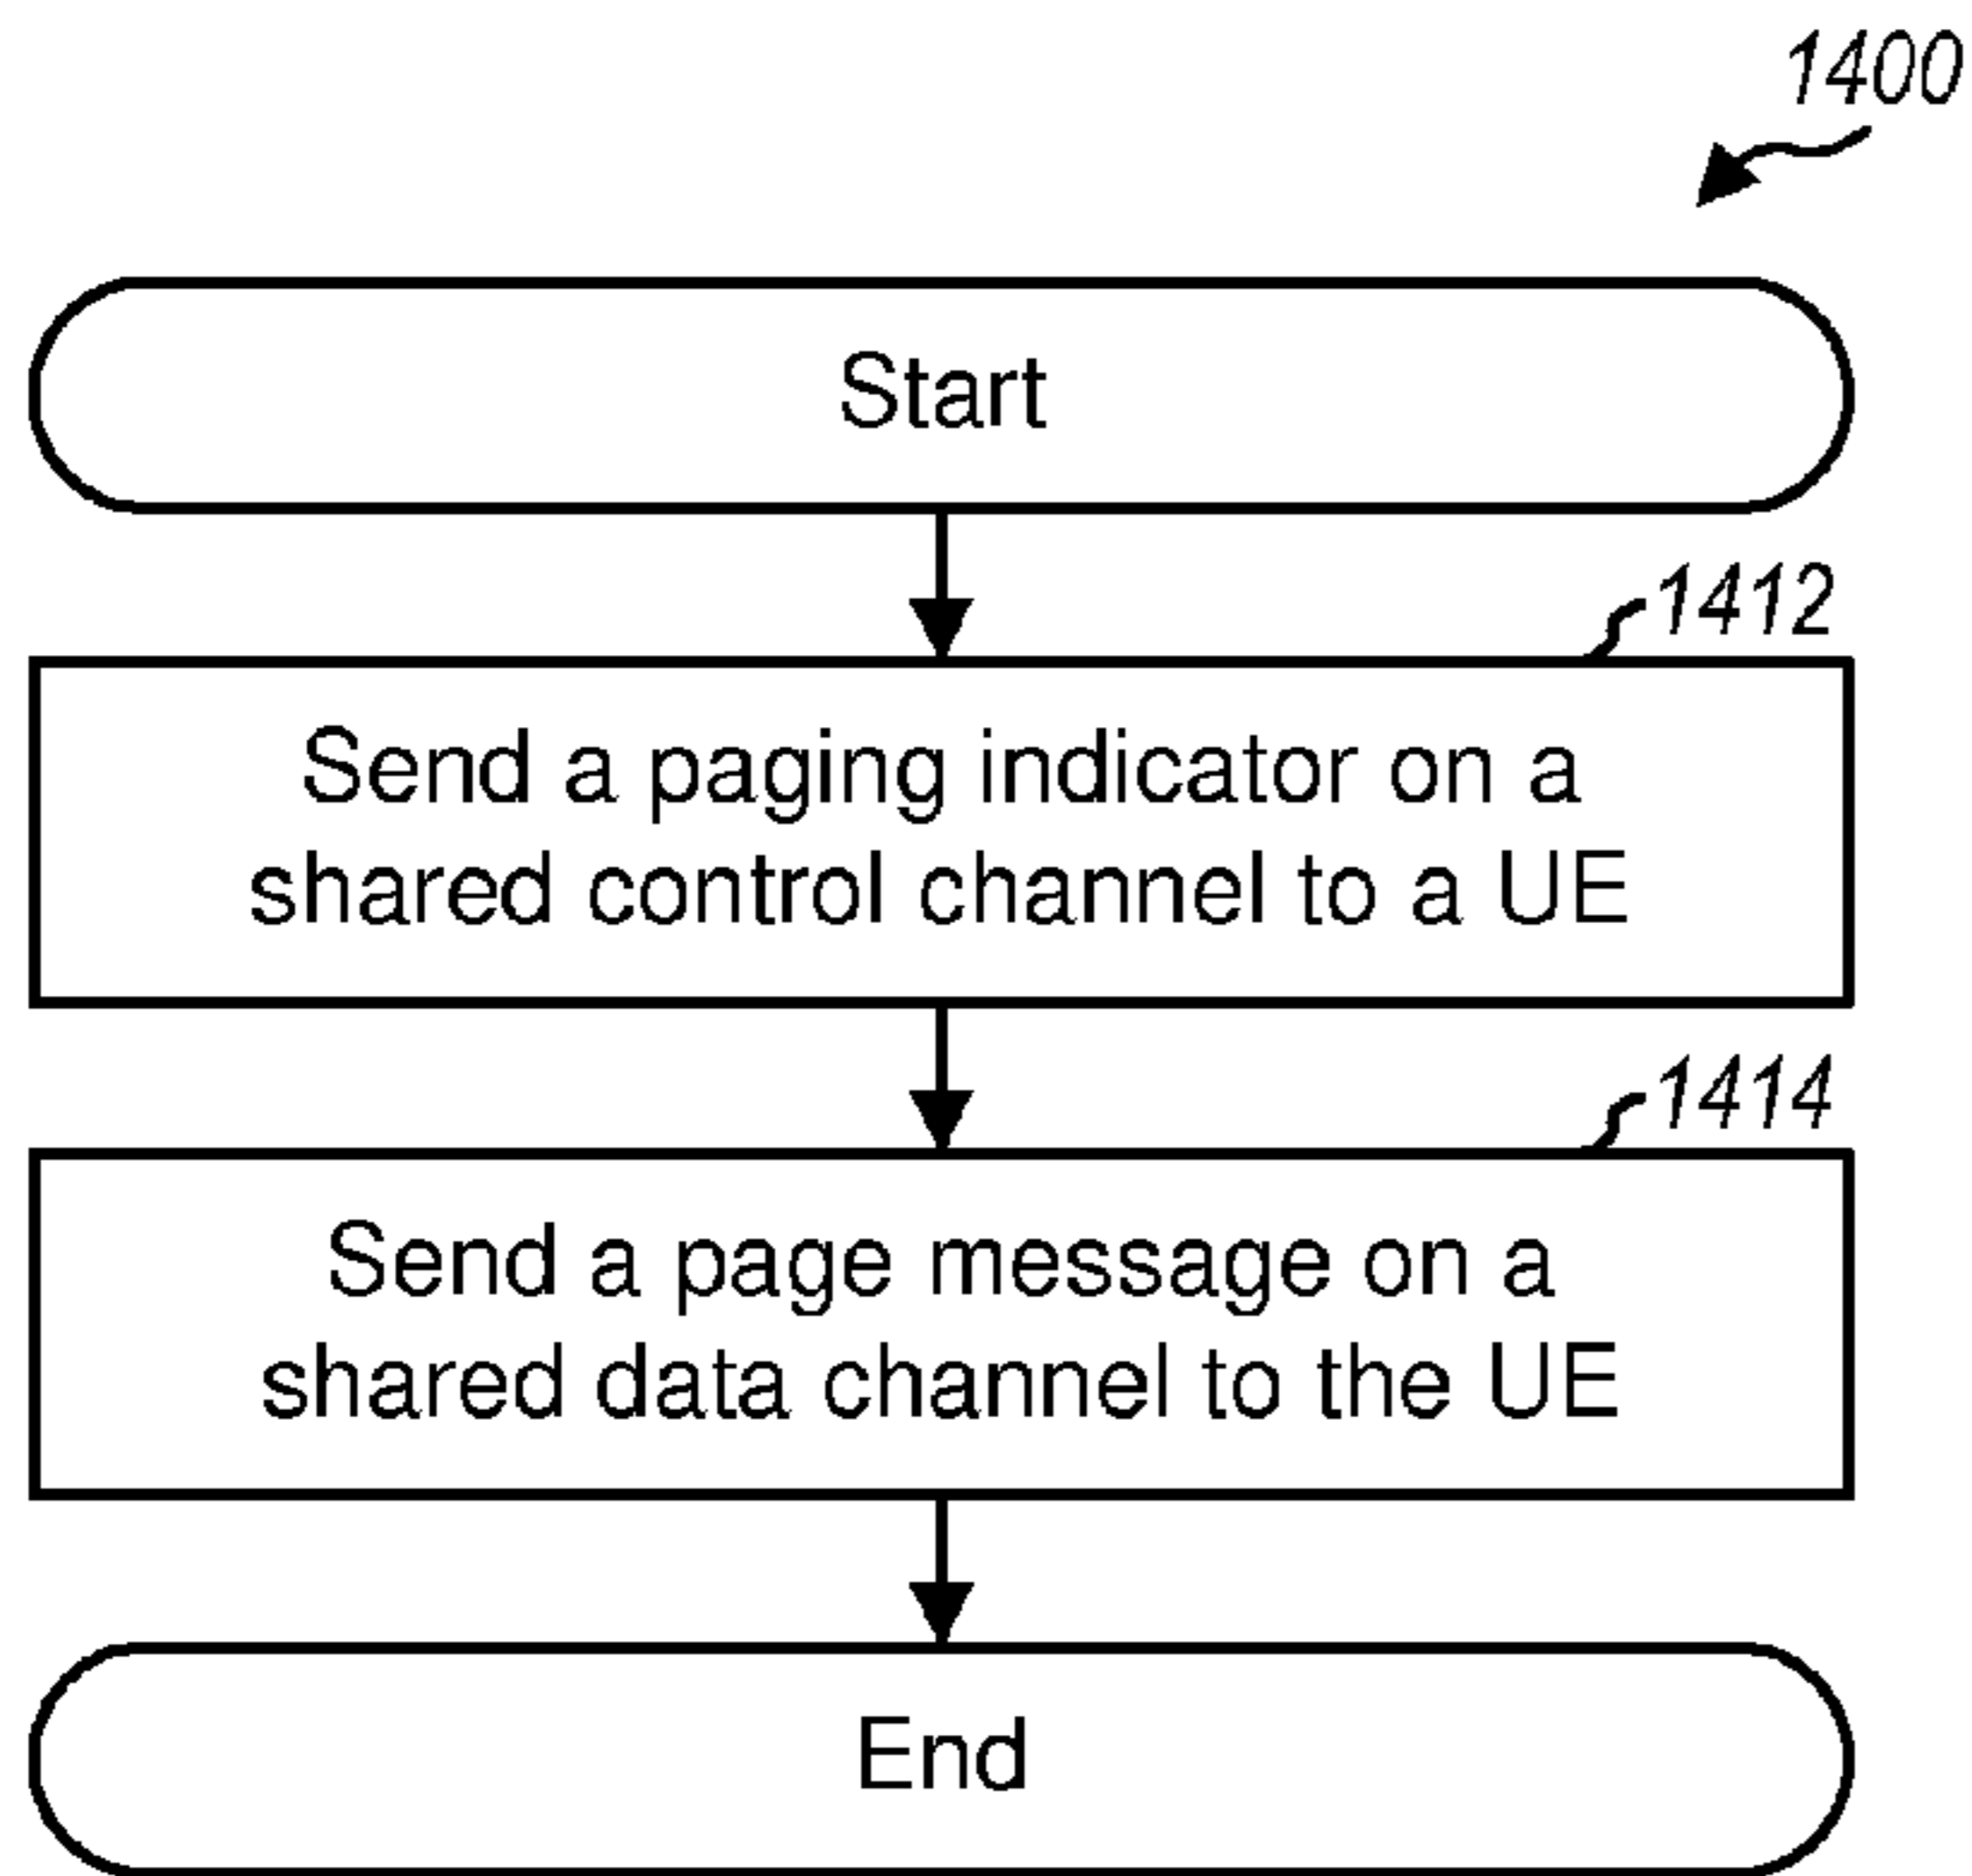 1400
Start
1412
Send a paging indicator on a
shared control channel to a UE
1414
Send a page message on a
shared data channel to the UE
End